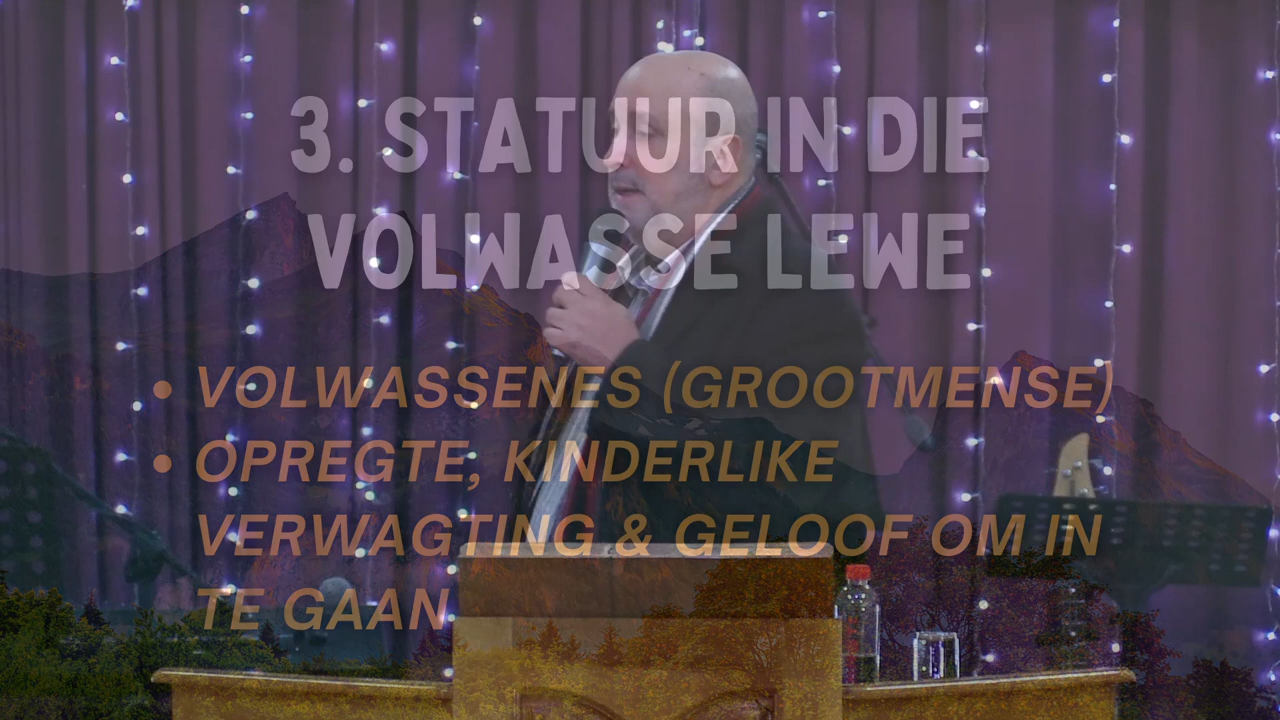 3. STATUUR IN DIE
VOLWASSE LEWE
• VOLWASSENES (GROOTMENSE)
• OPREGTE, KINDERLIKE
VERWAGTING & GELOOF OM IN
TE GAAN